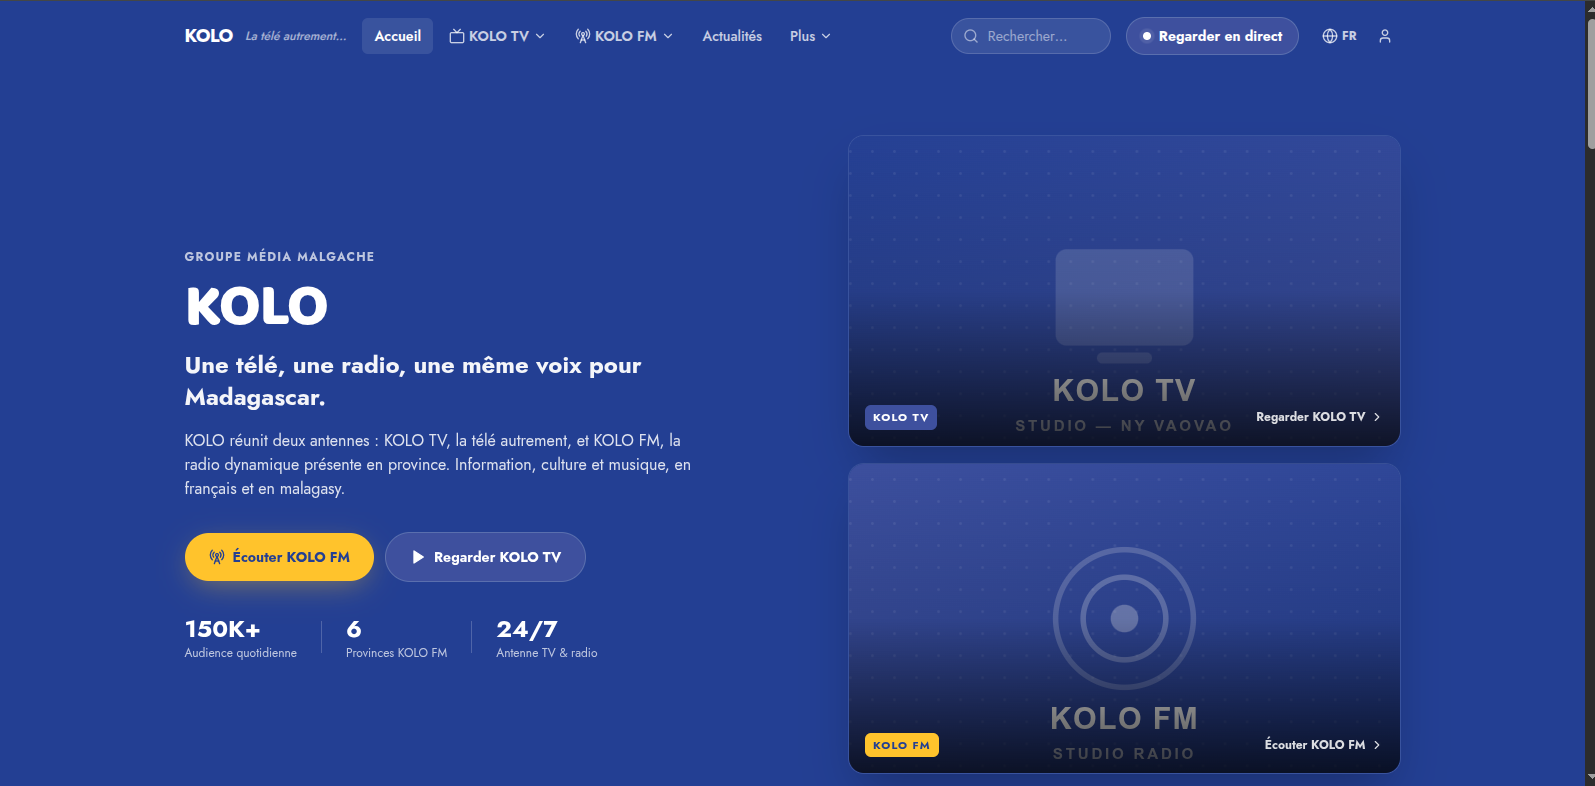 KOLO
La télé autrement...
Accueil
KOLO TV
KOLO FM
Actualités
Plus
Rechercher...
Regarder en direct
FR
GROUPE MÉDIA MALGACHE
KOLO
Une télé, une radio, une même voix pour
Madagascar.
KOLO réunit deux antennes : KOLO TV, la télé autrement, et KOLO FM, la
radio dynamique présente en province. Information, culture et musique, en
français et en malagasy.
Écouter KOLO FM
Regarder KOLO TV
150K+
Audience quotidienne
6
Provinces KOLO FM
24/7
Antenne TV & radio
KOLO TV
STUDIO — NY VAOVAO
KOLO TV
Regarder KOLO TV
KOLO FM
STUDIO RADIO
KOLO FM
Écouter KOLO FM